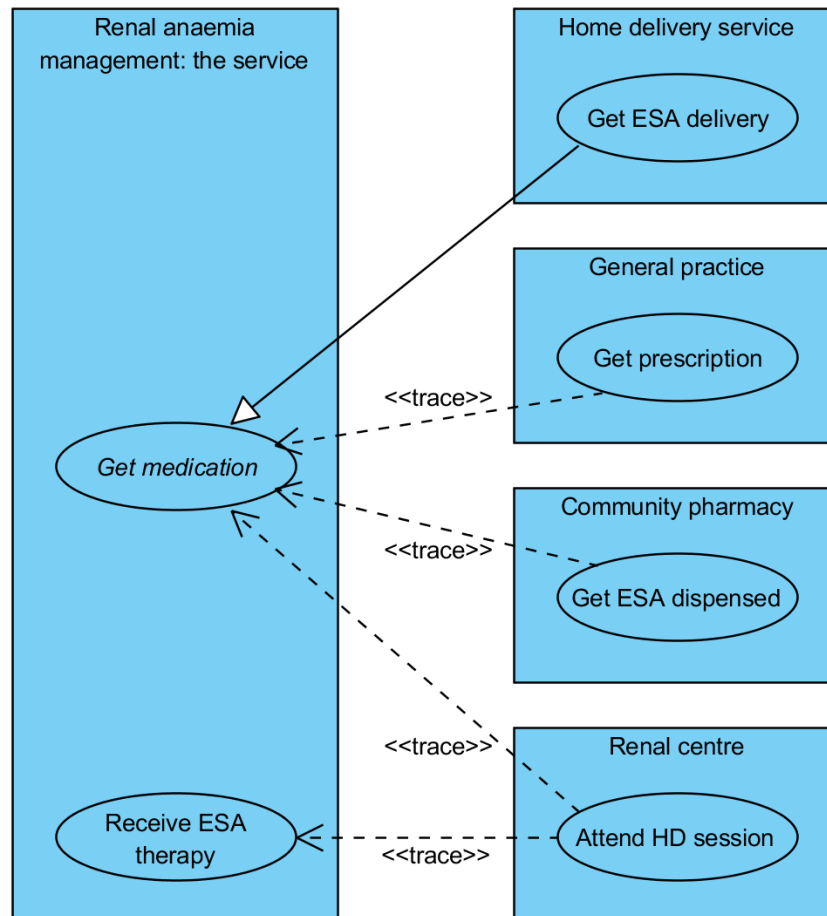 Renal anaemia
management: the service
Get medication
Receive ESA
therapy
<<trace>>
<<trace>>
<<trace>>
<<trace>>
Home delivery service
Get ESA delivery
General practice
Get prescription
Community pharmacy
Get ESA dispensed
Renal centre
Attend HD session